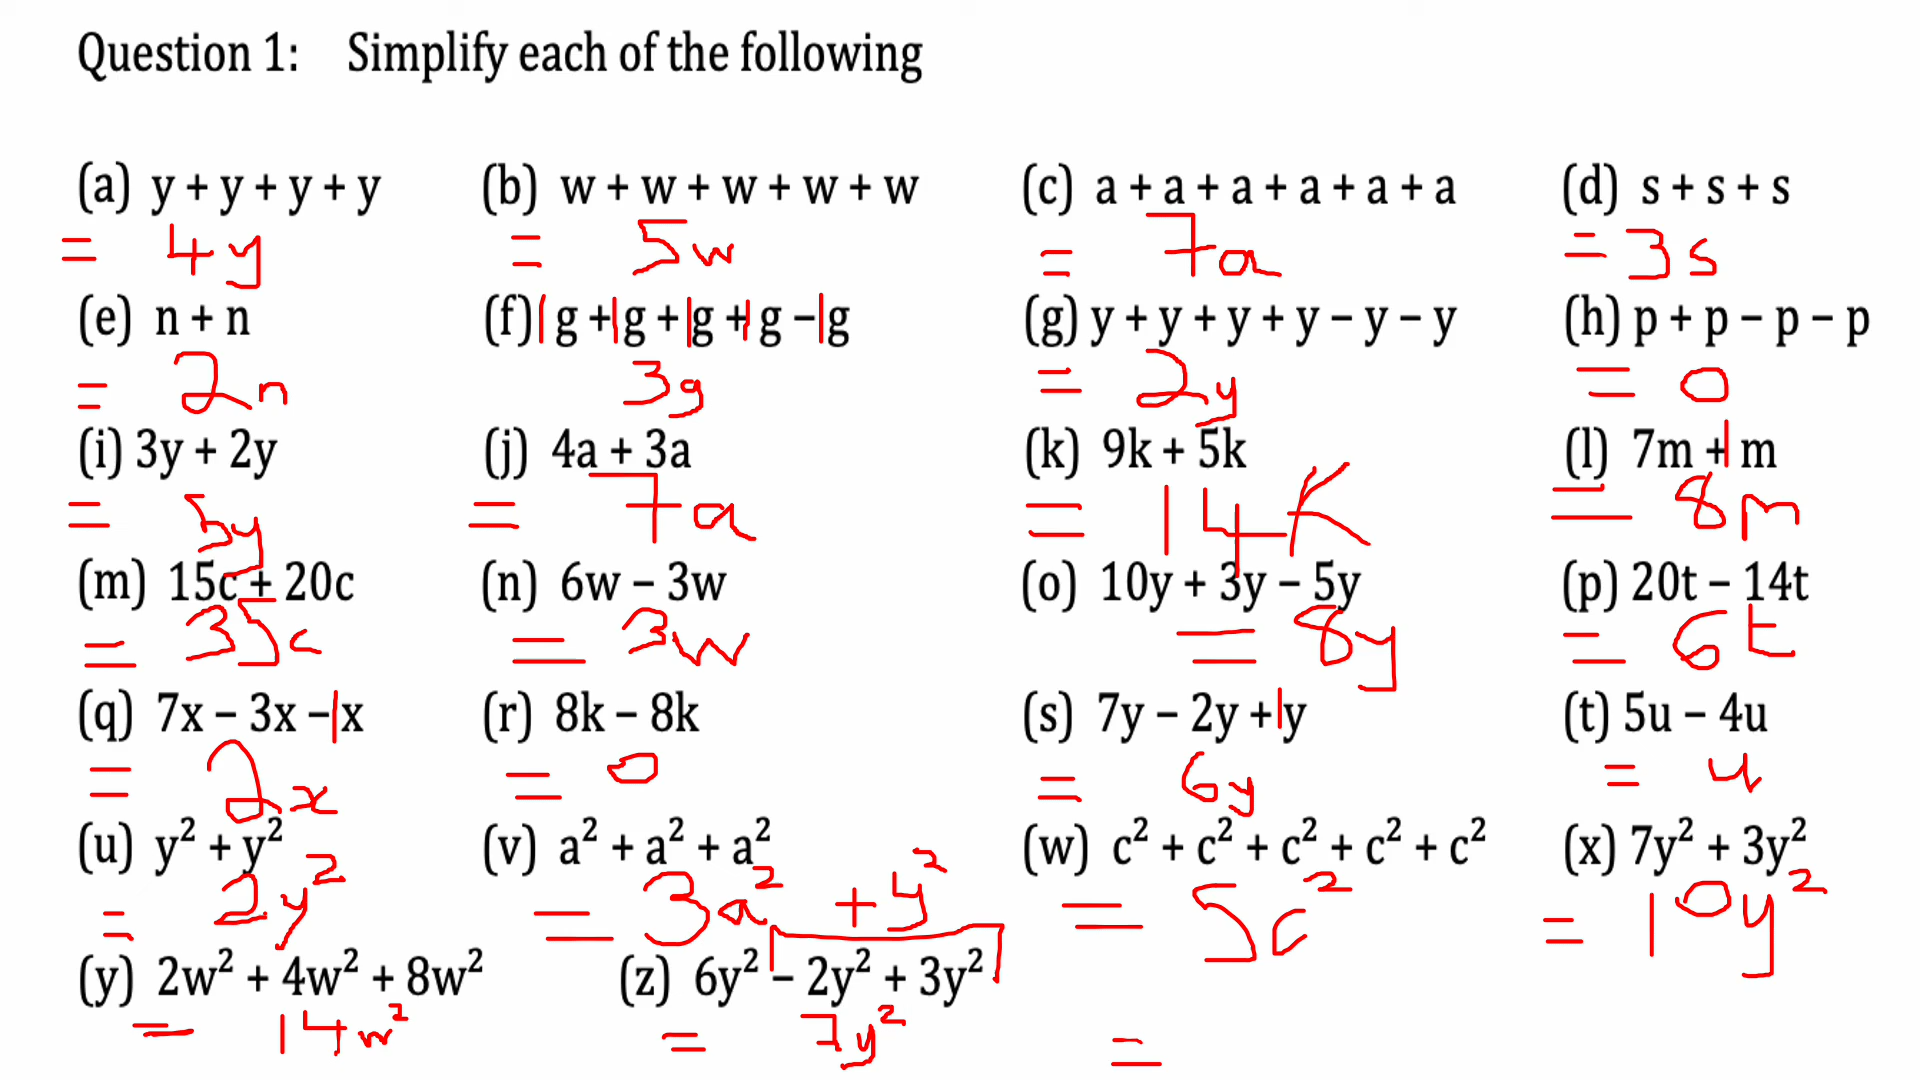 Question 1: Simplify each of the following
(a) y + y + y + y (b) w + w + w + w + w (c) a + a + a + a + a + a (d) s + s + s
= 4y = 5w = 7a = 3s
(e) n + n (f) | g + | g + | g + | g − | g (g) y + y + y + y − y − y (h) p + p − p − p
= 2n 3g = 2y = 0
(i) 3y + 2y (j) 4a + 3a (k) 9k + 5k (l) 7m + | m
= 5y = 7a = 14K = 8m
(m) 15c + 20c (n) 6w − 3w (o) 10y + 3y − 5y (p) 20t − 14t
= 35c = 3w = 8y = 6t
(q) 7x − 3x − | x (r) 8k − 8k (s) 7y − 2y + | y (t) 5u − 4u
= 2x = 0 = 6y = u
(u) y² + y² (v) a² + a² + a² (w) c² + c² + c² + c² + c² (x) 7y² + 3y²
= 2y² = 3a² + y² = 5c² = 10y²
(y) 2w² + 4w² + 8w² (z) 6y² − 2y² + 3y²
= 14w² = 7y² =